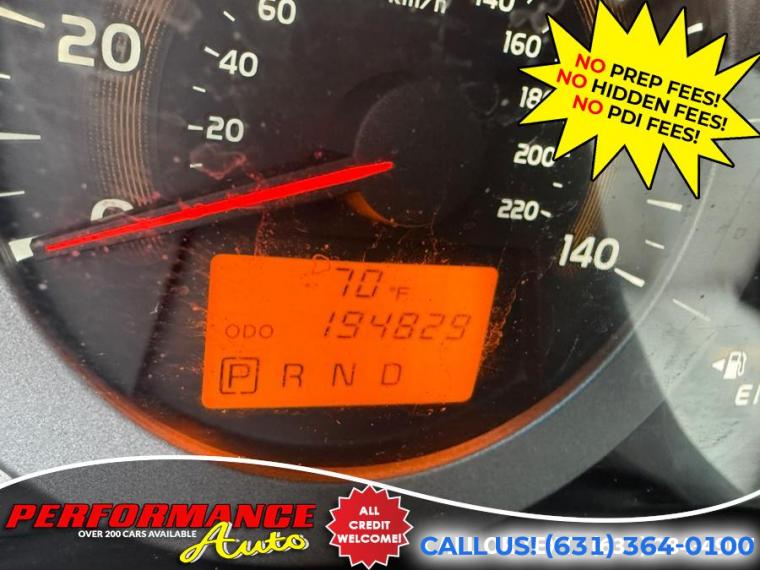 60
km/h
140
20
40
160
NO PREP FEES!
NO HIDDEN FEES!
NO PDI FEES!
180
20
200
0
220
140
70 °F
ODO 194829
P R N D
PERFORMANCE
OVER 200 CARS AVAILABLE
Auto
ALL
CREDIT
WELCOME!
CALL US! (631) 364-0100